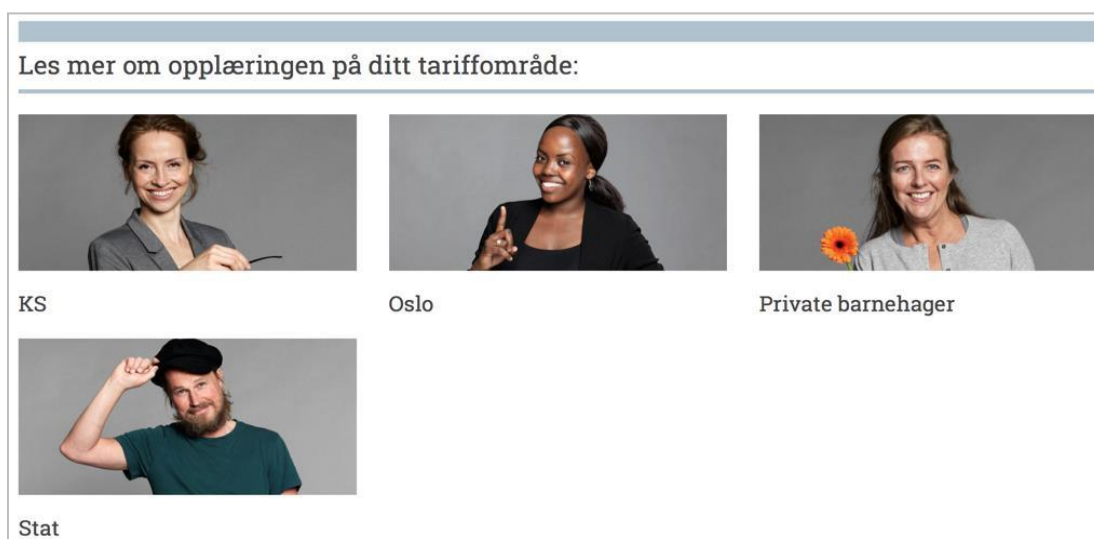 Les mer om opplæringen på ditt tariffområde:
KS
Oslo
Private barnehager
Stat